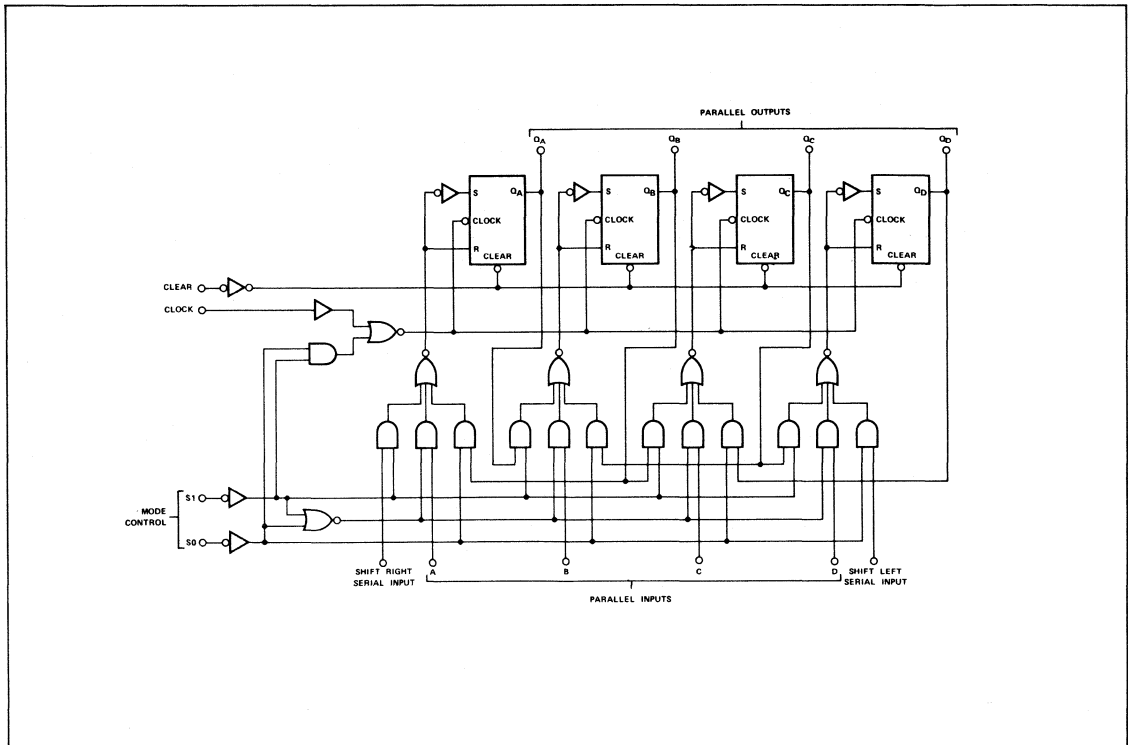 PARALLEL OUTPUTS
QA QB QC QD
S QA S QB S QC S QD
CLOCK CLOCK CLOCK CLOCK
R R R R
CLEAR CLEAR CLEAR CLEAR
CLEAR
CLOCK
S1
MODE
CONTROL
S0
SHIFT RIGHT
SERIAL INPUT
A B C D
SHIFT LEFT
SERIAL INPUT
PARALLEL INPUTS